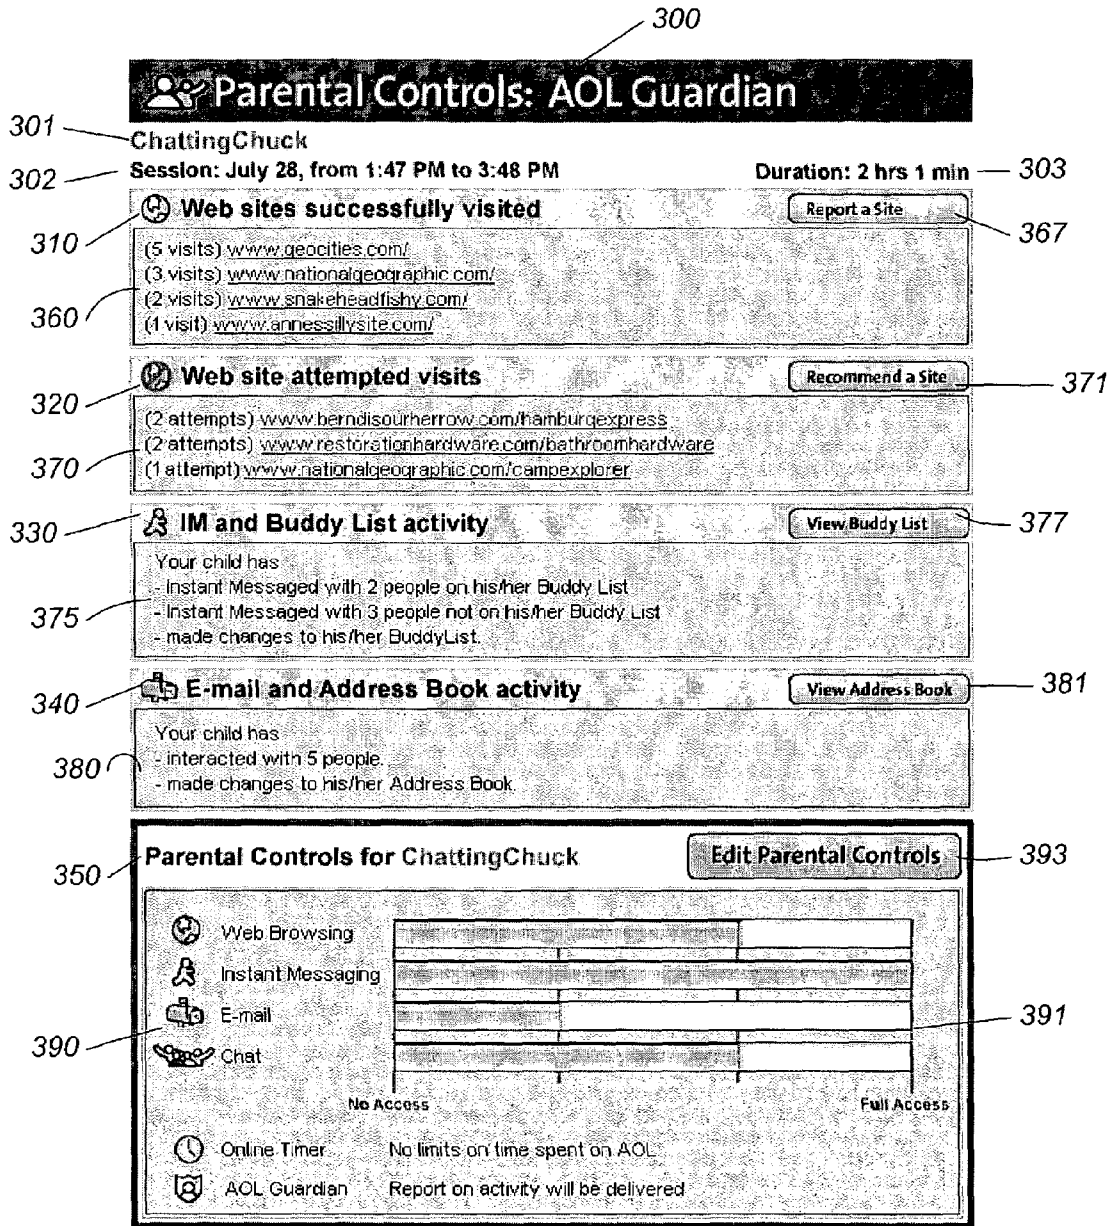 300
Parental Controls: AOL Guardian
301
ChattingChuck
302 Session: July 28, from 1:47 PM to 3:48 PM Duration: 2 hrs 1 min 303
310 Web sites successfully visited Report a Site 367
(5 visits) www.geocities.com/
(3 visits) www.nationalgeographic.com/
360 (2 visits) www.snakeheadfishy.com/
(1 visit) www.annessillysite.com/
320 Web site attempted visits Recommend a Site 371
(2 attempts) www.berndisourherrow.com/hamburgexpress
370 (2 attempts) www.restorationhardware.com/bathroomhardware
(1 attempt) www.nationalgeographic.com/campexplorer
330 IM and Buddy List activity View Buddy List 377
Your child has
- Instant Messaged with 2 people on his/her Buddy List
375 - Instant Messaged with 3 people not on his/her Buddy List
- made changes to his/her BuddyList.
340 E-mail and Address Book activity View Address Book 381
Your child has
380 - interacted with 5 people.
- made changes to his/her Address Book.
350 Parental Controls for ChattingChuck Edit Parental Controls 393
Web Browsing
Instant Messaging
E-mail
390 Chat 391
No Access Full Access
Online Timer No limits on time spent on AOL
AOL Guardian Report on activity will be delivered